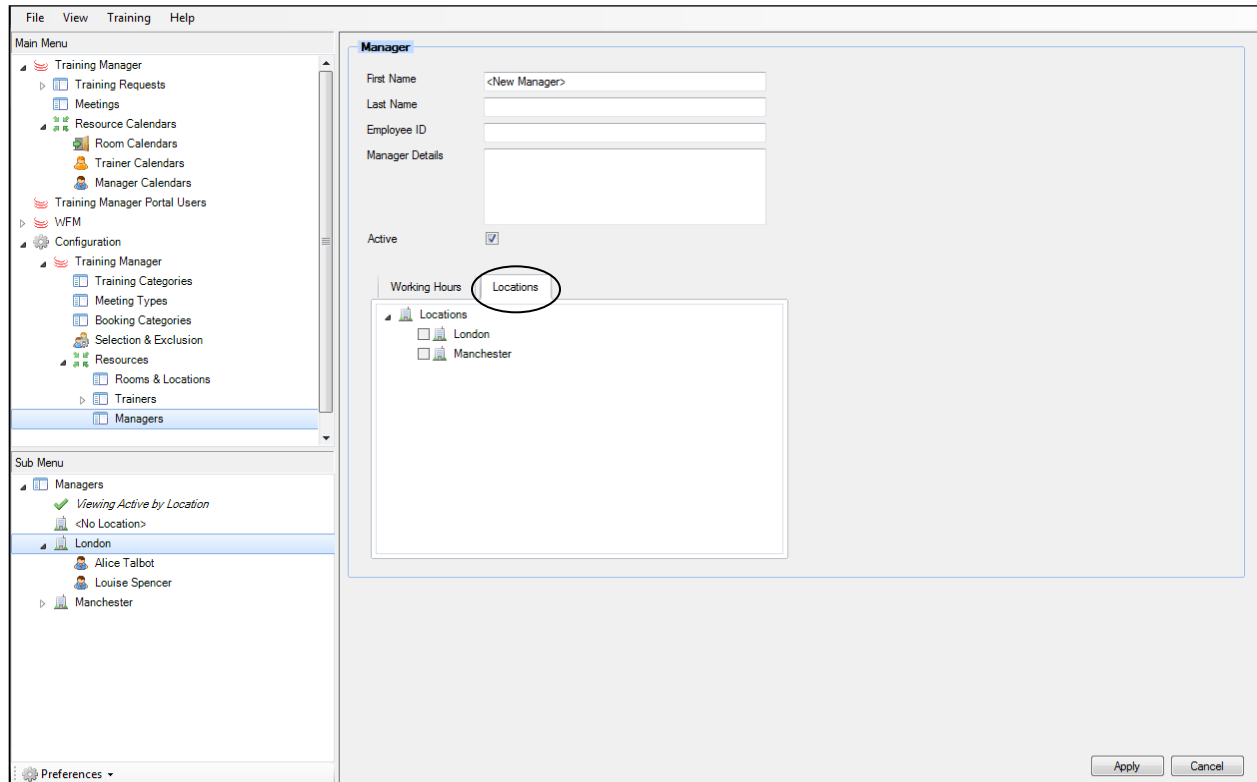 File View Training Help
Main Menu
Training Manager
Training Requests
Meetings
Resource Calendars
Room Calendars
Trainer Calendars
Manager Calendars
Training Manager Portal Users
WFM
Configuration
Training Manager
Training Categories
Meeting Types
Booking Categories
Selection & Exclusion
Resources
Rooms & Locations
Trainers
Managers
Sub Menu
Managers
Viewing Active by Location
<No Location>
London
Alice Talbot
Louise Spencer
Manchester
Preferences
Manager
First Name <New Manager>
Last Name
Employee ID
Manager Details
Active
Working Hours Locations
Locations
London
Manchester
Apply Cancel